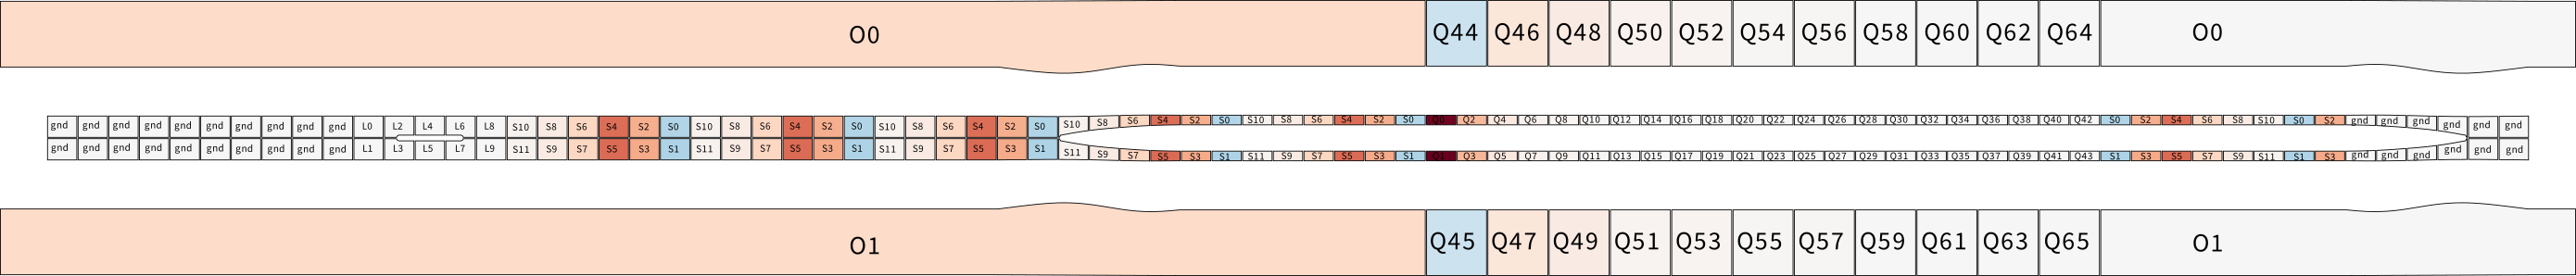 O0 Q44 Q46 Q48 Q50 Q52 Q54 Q56 Q58 Q60 Q62 Q64 O0
gnd gnd gnd gnd gnd gnd gnd gnd gnd gnd L0 L2 L4 L6 L8 S10 S8 S6 S4 S2 S0 S10 S8 S6 S4 S2 S0 S10 S8 S6 S4 S2 S0 S10 S8 S6 S4 S2 S0 S10 S8 S6 S4 S2 S0 Q0 Q2 Q4 Q6 Q8 Q10 Q12 Q14 Q16 Q18 Q20 Q22 Q24 Q26 Q28 Q30 Q32 Q34 Q36 Q38 Q40 Q42 S0 S2 S4 S6 S8 S10 S0 S2 gnd gnd gnd gnd gnd gnd
gnd gnd gnd gnd gnd gnd gnd gnd gnd gnd L1 L3 L5 L7 L9 S11 S9 S7 S5 S3 S1 S11 S9 S7 S5 S3 S1 S11 S9 S7 S5 S3 S1 S11 S9 S7 S5 S3 S1 S11 S9 S7 S5 S3 S1 Q1 Q3 Q5 Q7 Q9 Q11 Q13 Q15 Q17 Q19 Q21 Q23 Q25 Q27 Q29 Q31 Q33 Q35 Q37 Q39 Q41 Q43 S1 S3 S5 S7 S9 S11 S1 S3 gnd gnd gnd gnd gnd gnd
O1 Q45 Q47 Q49 Q51 Q53 Q55 Q57 Q59 Q61 Q63 Q65 O1